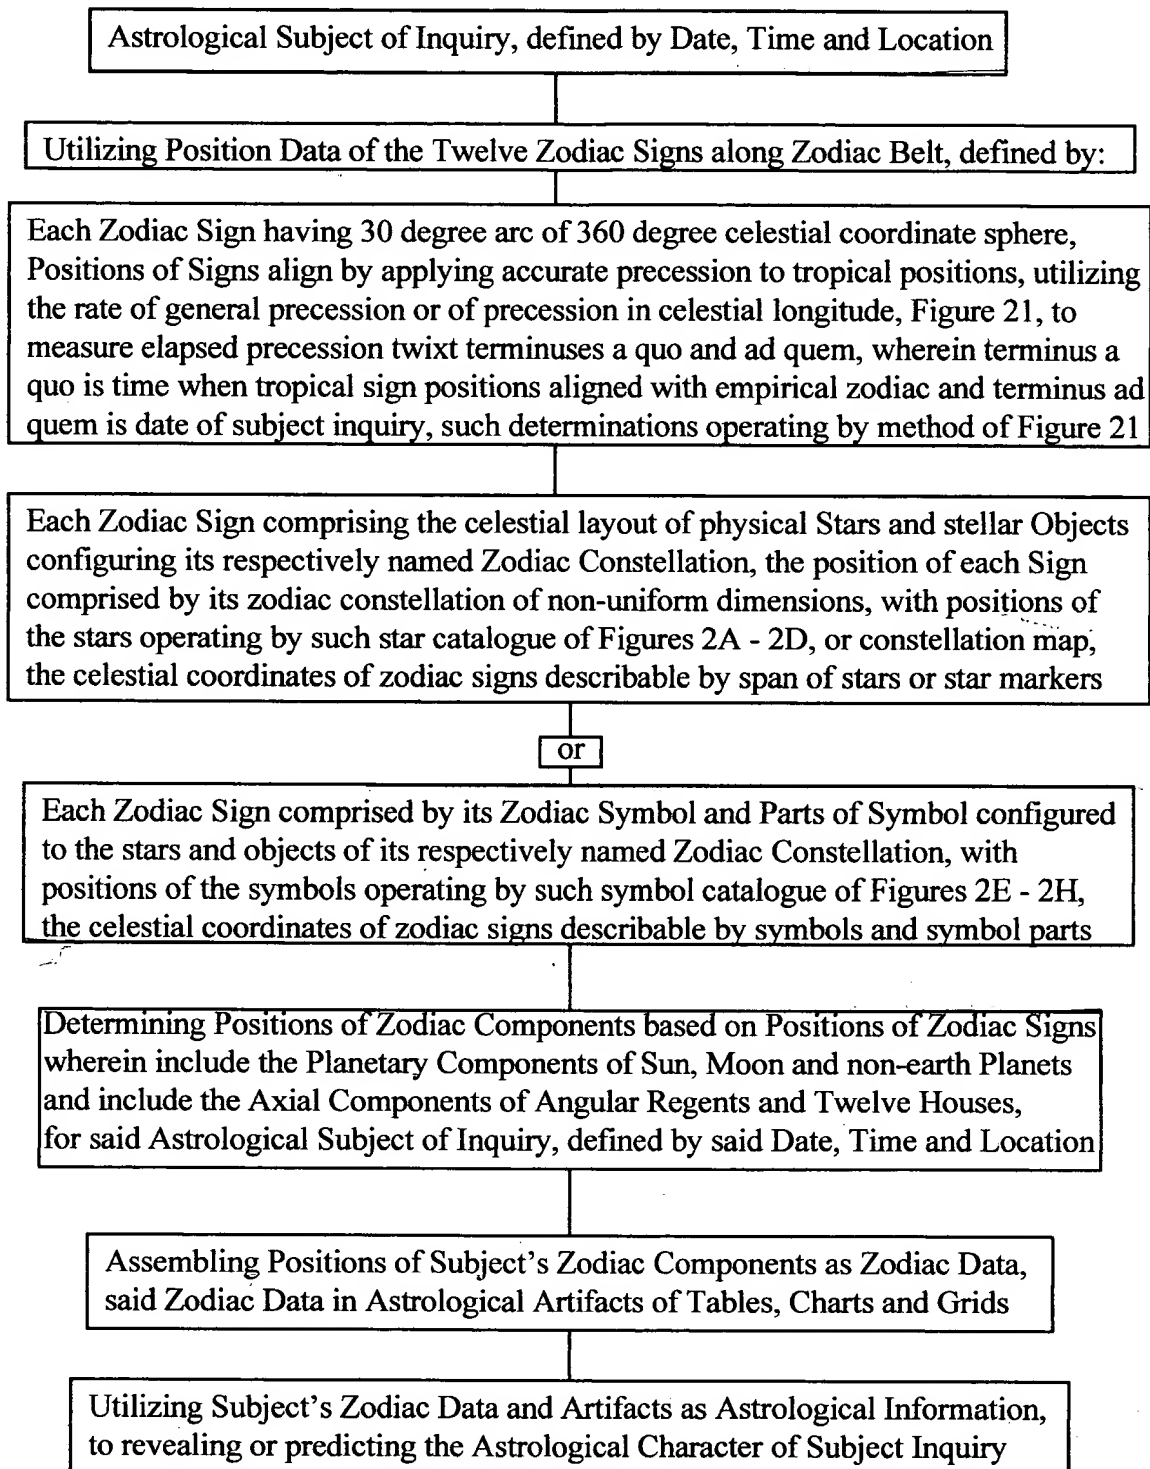 Astrological Subject of Inquiry, defined by Date, Time and Location
Utilizing Position Data of the Twelve Zodiac Signs along Zodiac Belt, defined by:
Each Zodiac Sign having 30 degree arc of 360 degree celestial coordinate sphere,
Positions of Signs align by applying accurate precession to tropical positions, utilizing
the rate of general precession or of precession in celestial longitude, Figure 21, to
measure elapsed precession twixt terminuses a quo and ad quem, wherein terminus a
quo is time when tropical sign positions aligned with empirical zodiac and terminus ad
quem is date of subject inquiry, such determinations operating by method of Figure 21
Each Zodiac Sign comprising the celestial layout of physical Stars and stellar Objects
configuring its respectively named Zodiac Constellation, the position of each Sign
comprised by its zodiac constellation of non-uniform dimensions, with positions of
the stars operating by such star catalogue of Figures 2A - 2D, or constellation map,
the celestial coordinates of zodiac signs describable by span of stars or star markers
or
Each Zodiac Sign comprised by its Zodiac Symbol and Parts of Symbol configured
to the stars and objects of its respectively named Zodiac Constellation, with
positions of the symbols operating by such symbol catalogue of Figures 2E - 2H,
the celestial coordinates of zodiac signs describable by symbols and symbol parts
Determining Positions of Zodiac Components based on Positions of Zodiac Signs
wherein include the Planetary Components of Sun, Moon and non-earth Planets
and include the Axial Components of Angular Regents and Twelve Houses,
for said Astrological Subject of Inquiry, defined by said Date, Time and Location
Assembling Positions of Subject's Zodiac Components as Zodiac Data,
said Zodiac Data in Astrological Artifacts of Tables, Charts and Grids
Utilizing Subject's Zodiac Data and Artifacts as Astrological Information,
to revealing or predicting the Astrological Character of Subject Inquiry